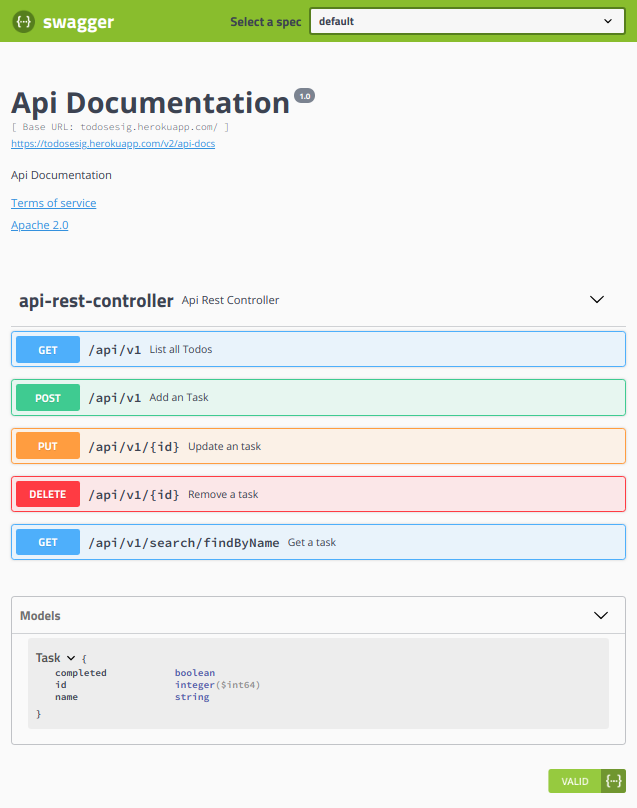 {···} swagger
Select a spec default
Api Documentation 1.0
[ Base URL: todosesig.herokuapp.com/ ]
https://todosesig.herokuapp.com/v2/api-docs
Api Documentation
Terms of service
Apache 2.0
api-rest-controller Api Rest Controller
GET /api/v1 List all Todos
POST /api/v1 Add an Task
PUT /api/v1/{id} Update an task
DELETE /api/v1/{id} Remove a task
GET /api/v1/search/findByName Get a task
Models
Task {
completed boolean
id integer($int64)
name string
}
VALID {···}